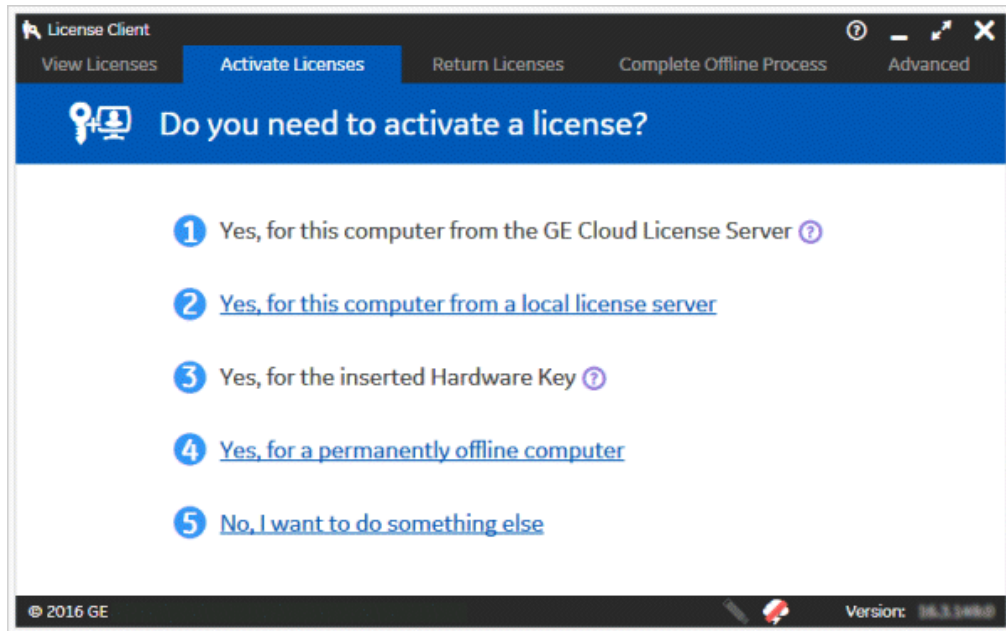 License Client
View Licenses Activate Licenses Return Licenses Complete Offline Process Advanced
Do you need to activate a license?
1 Yes, for this computer from the GE Cloud License Server ?
2 Yes, for this computer from a local license server
3 Yes, for the inserted Hardware Key ?
4 Yes, for a permanently offline computer
5 No, I want to do something else
© 2016 GE Version: